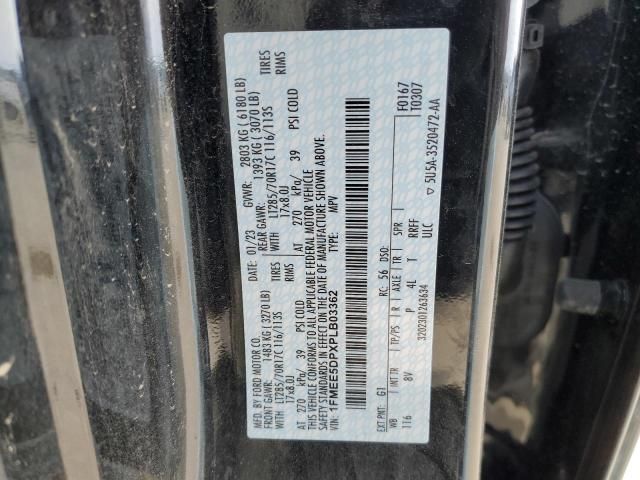 MFD. BY FORD MOTOR CO.
DATE: 01/23 GVWR: 2803 KG ( 6180 LB)
FRONT GAWR: 1483 KG ( 3270 LB) REAR GAWR: 1393 KG ( 3070 LB)
WITH LT285/70R17C 116/113S TIRES WITH LT285/70R17C 116/113S TIRES
17x8.0J RIMS 17x8.0J RIMS
AT 270 kPa/ 39 PSI COLD AT 270 kPa/ 39 PSI COLD
THIS VEHICLE CONFORMS TO ALL APPLICABLE FEDERAL MOTOR VEHICLE
SAFETY STANDARDS IN EFFECT ON THE DATE OF MANUFACTURE SHOWN ABOVE.
VIN: 1FMEE5DPXPLB03362 TYPE: MPV
F0167
T0307
EXT PNT: G1 RC: 56 DSO:
WB INT TR TP/PS R AXLE TR SPR
116 8V P 4L T RRFF
ULC
3202301263634 ▽ 5U5A-3520472-AA